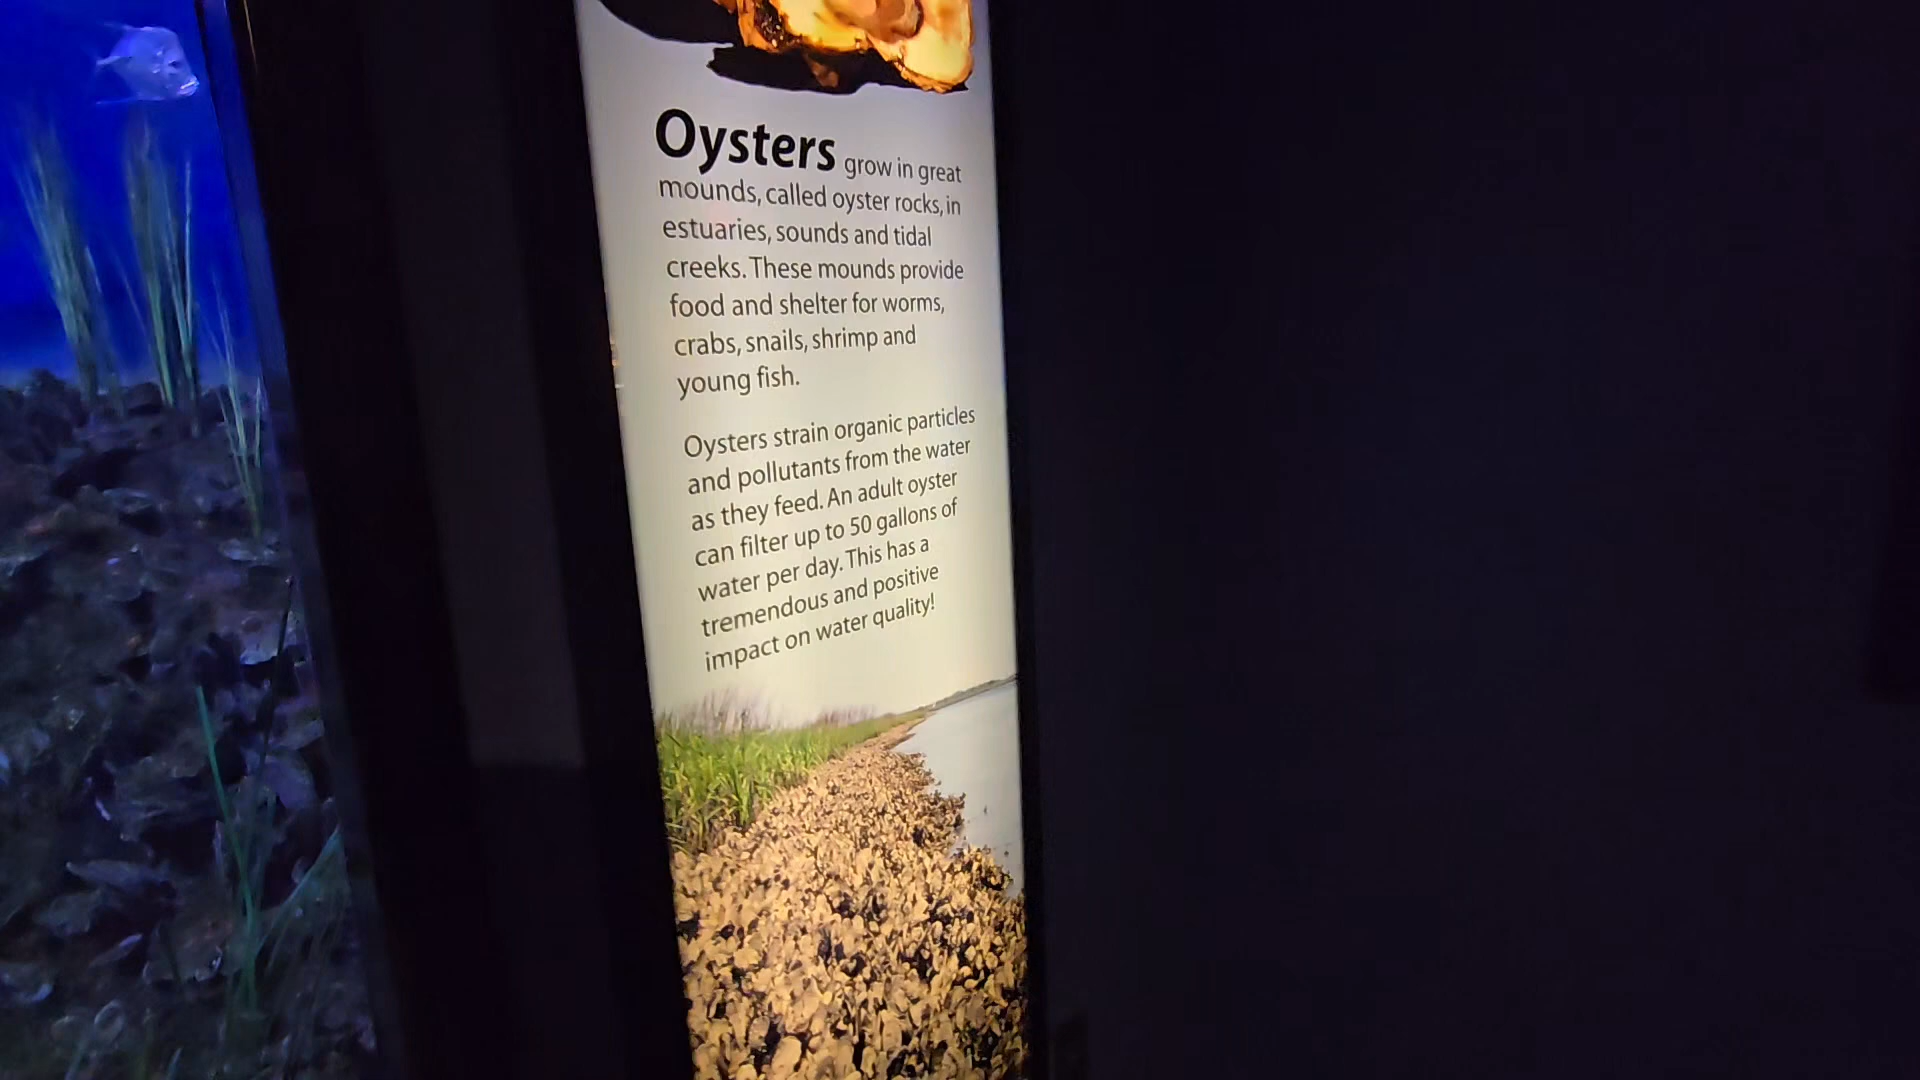 Oysters grow in great
mounds, called oyster rocks, in
estuaries, sounds and tidal
creeks. These mounds provide
food and shelter for worms,
crabs, snails, shrimp and
young fish.
Oysters strain organic particles
and pollutants from the water
as they feed. An adult oyster
can filter up to 50 gallons of
water per day. This has a
tremendous and positive
impact on water quality!